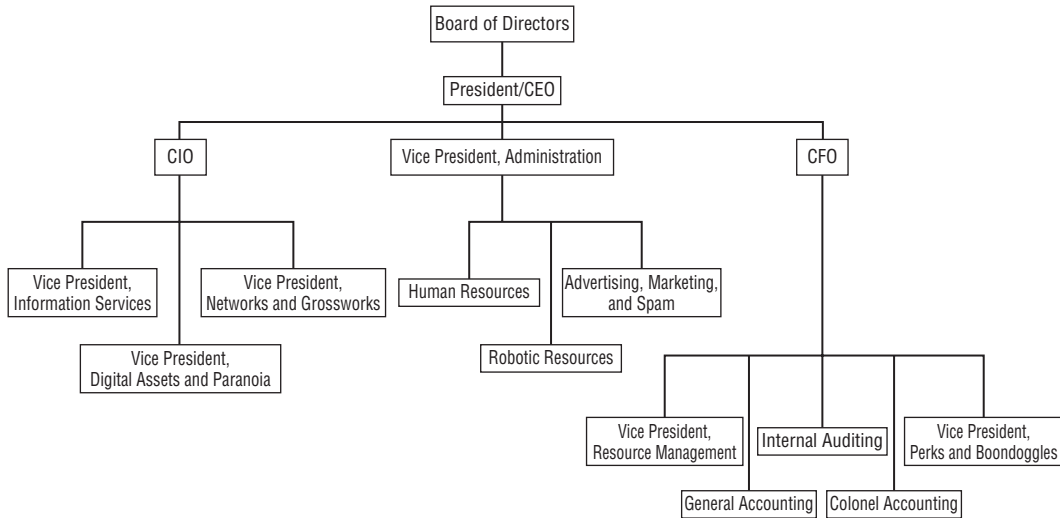 Board of Directors
President/CEO
CIO
Vice President, Administration
CFO
Vice President,
Information Services
Vice President,
Networks and Grossworks
Human Resources
Advertising, Marketing,
and Spam
Vice President,
Digital Assets and Paranoia
Robotic Resources
Vice President,
Resource Management
Internal Auditing
Vice President,
Perks and Boondoggles
General Accounting
Colonel Accounting